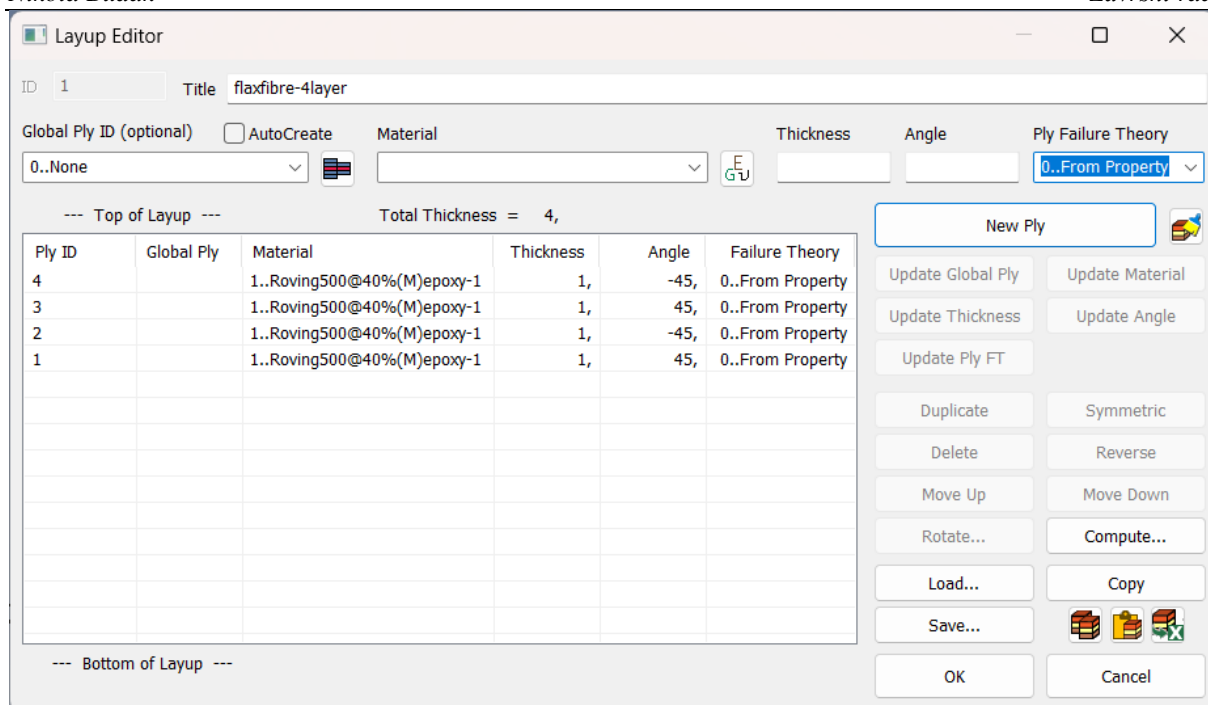 Layup Editor
ID 1 Title flaxfibre-4layer
Global Ply ID (optional) AutoCreate Material Thickness Angle Ply Failure Theory
0..None 0..From Property
--- Top of Layup --- Total Thickness = 4,
New Ply
Ply ID Global Ply Material Thickness Angle Failure Theory
4 1..Roving500@40%(M)epoxy-1 1, -45, 0..From Property
3 1..Roving500@40%(M)epoxy-1 1, 45, 0..From Property
2 1..Roving500@40%(M)epoxy-1 1, -45, 0..From Property
1 1..Roving500@40%(M)epoxy-1 1, 45, 0..From Property
Update Global Ply Update Material
Update Thickness Update Angle
Update Ply FT
Duplicate Symmetric
Delete Reverse
Move Up Move Down
Rotate... Compute...
Load... Copy
Save...
--- Bottom of Layup ---
OK Cancel